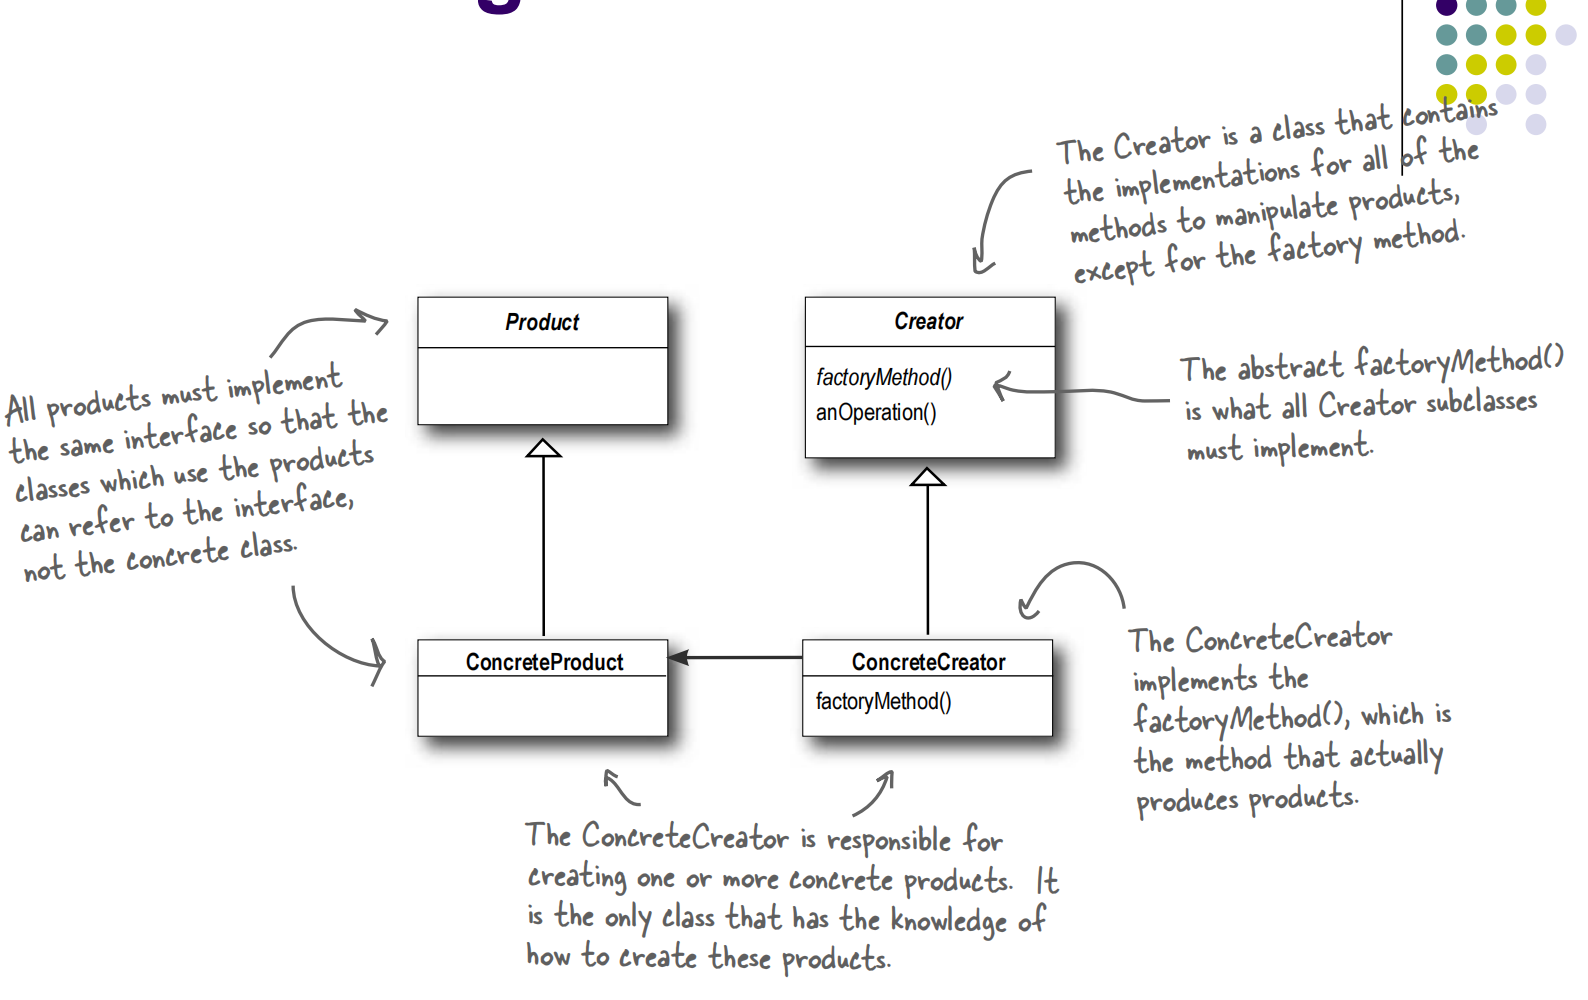 The Creator is a class that contains
the implementations for all of the
methods to manipulate products,
except for the factory method.
Product
Creator
factoryMethod()
anOperation()
The abstract factoryMethod()
is what all Creator subclasses
must implement.
All products must implement
the same interface so that the
classes which use the products
can refer to the interface,
not the concrete class.
ConcreteProduct
ConcreteCreator
factoryMethod()
The ConcreteCreator
implements the
factoryMethod(), which is
the method that actually
produces products.
The ConcreteCreator is responsible for
creating one or more concrete products. It
is the only class that has the knowledge of
how to create these products.